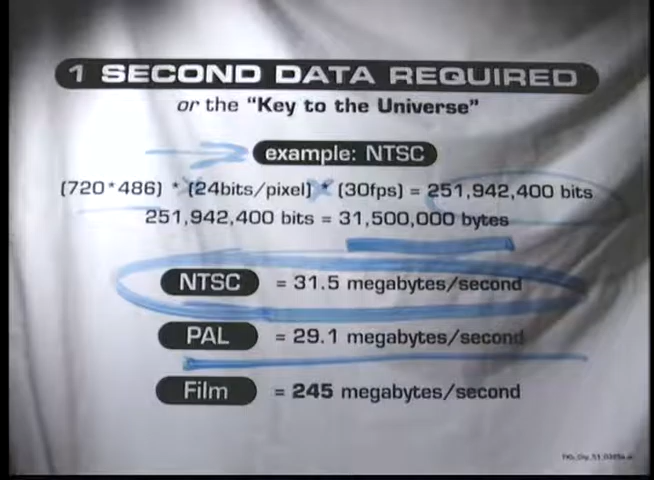 1 SECOND DATA REQUIRED
or the "Key to the Universe"
example: NTSC
(720*486) * (24bits/pixel) * (30fps) = 251,942,400 bits
251,942,400 bits = 31,500,000 bytes
NTSC = 31.5 megabytes/second
PAL = 29.1 megabytes/second
Film = 245 megabytes/second